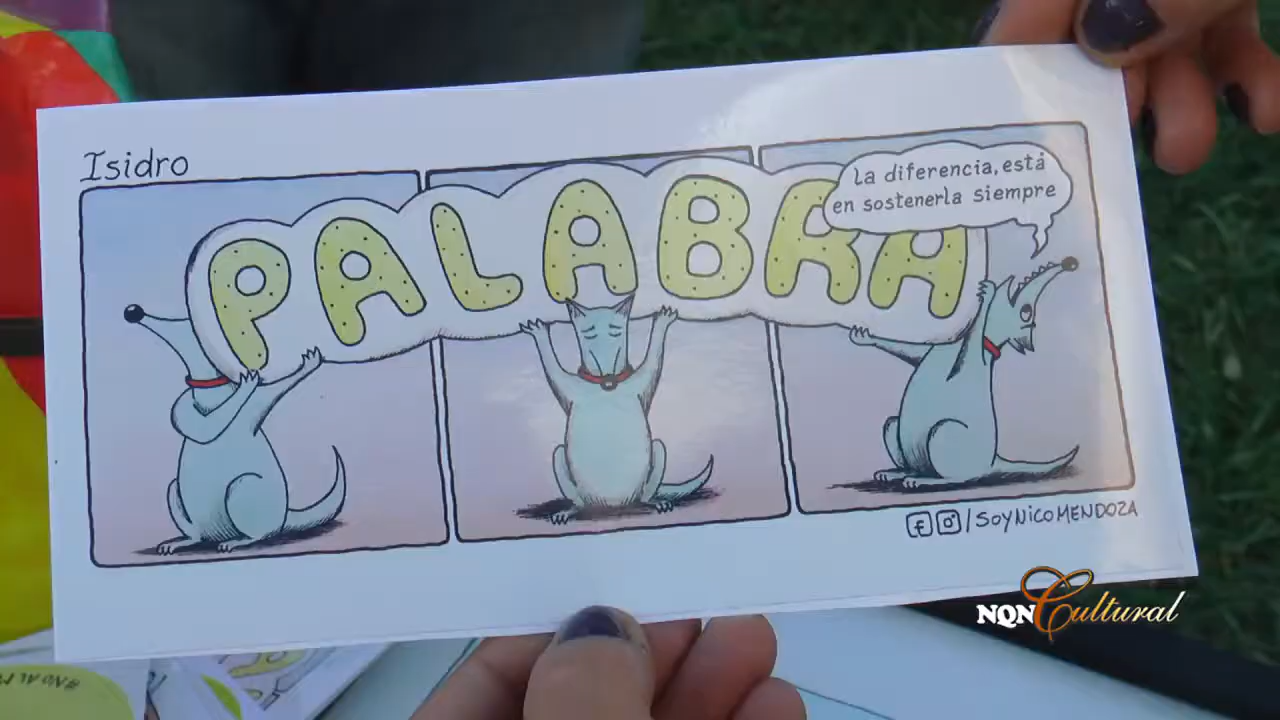 Isidro
PALABRA
La diferencia, está
en sostenerla siempre
/SOYNICOMENDOZA
NQN Cultural